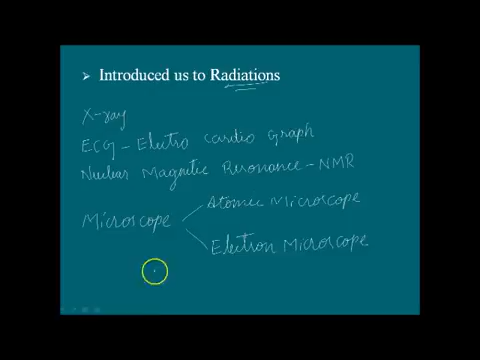 Introduced us to Radiations
X-ray
ECG - Electro Cardio Graph
Nuclear Magnetic Resonance - NMR
Atomic Microscope
Microscope
Electron Microscope